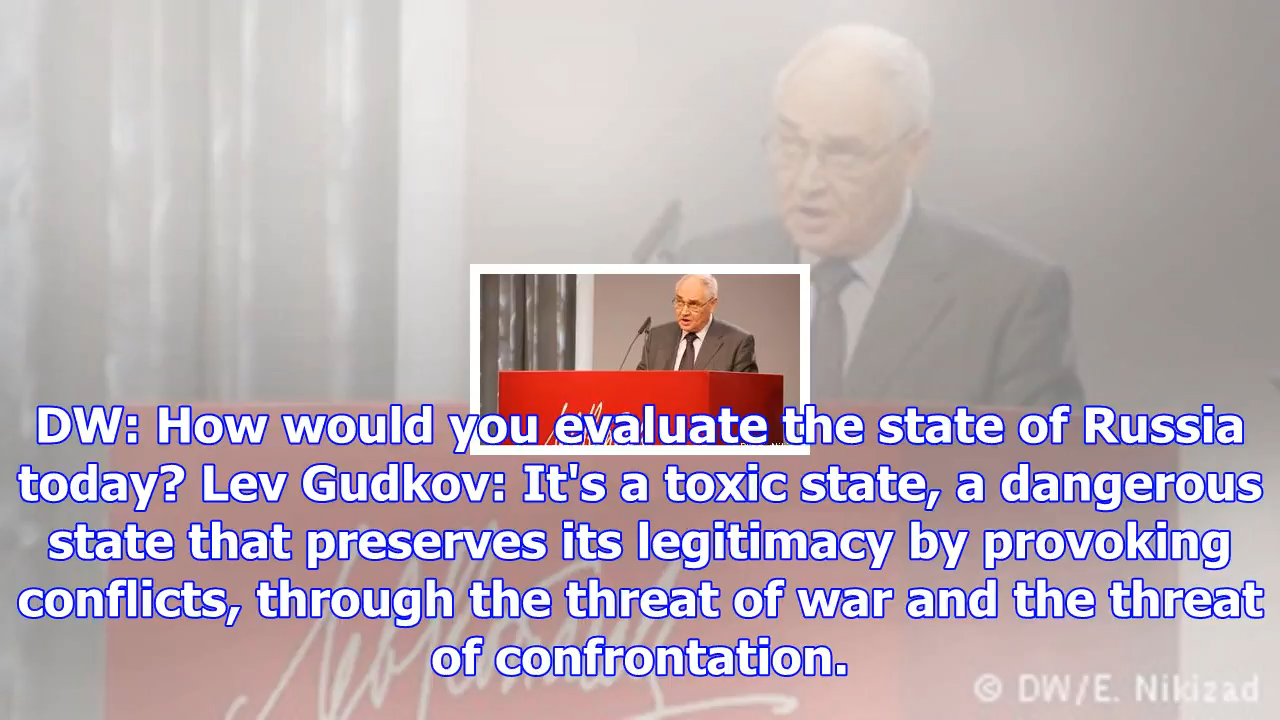 DW: How would you evaluate the state of Russia
today? Lev Gudkov: It's a toxic state, a dangerous
state that preserves its legitimacy by provoking
conflicts, through the threat of war and the threat
of confrontation.
© DW/E. Nikizad